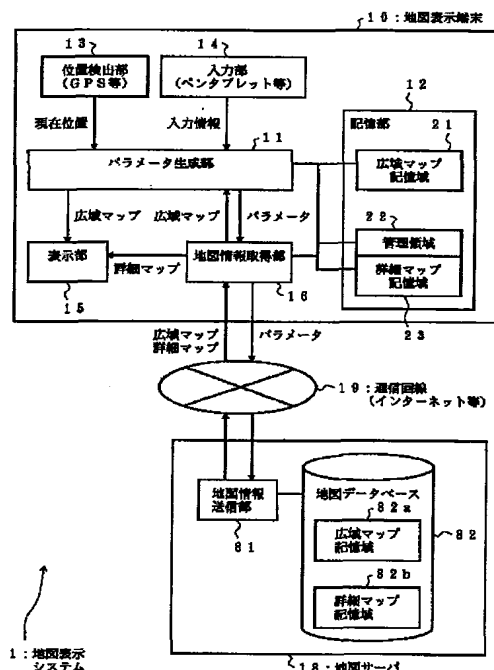 10:地図表示端末
13
位置検出部
(GPS等)
14
入力部
(ペンタブレット等)
現在位置
入力情報
12
記憶部
21
広域マップ
記憶域
11
パラメータ生成部
22
管理領域
詳細マップ
記憶域
23
広域マップ
広域マップ
パラメータ
表示部
15
詳細マップ
地図情報取得部
16
広域マップ
詳細マップ
パラメータ
19:通信回線
(インターネット等)
地図情報
送信部
81
地図データベース
82a
広域マップ
記憶域
82
82b
詳細マップ
記憶域
1:地図表示
システム
18:地図サーバ